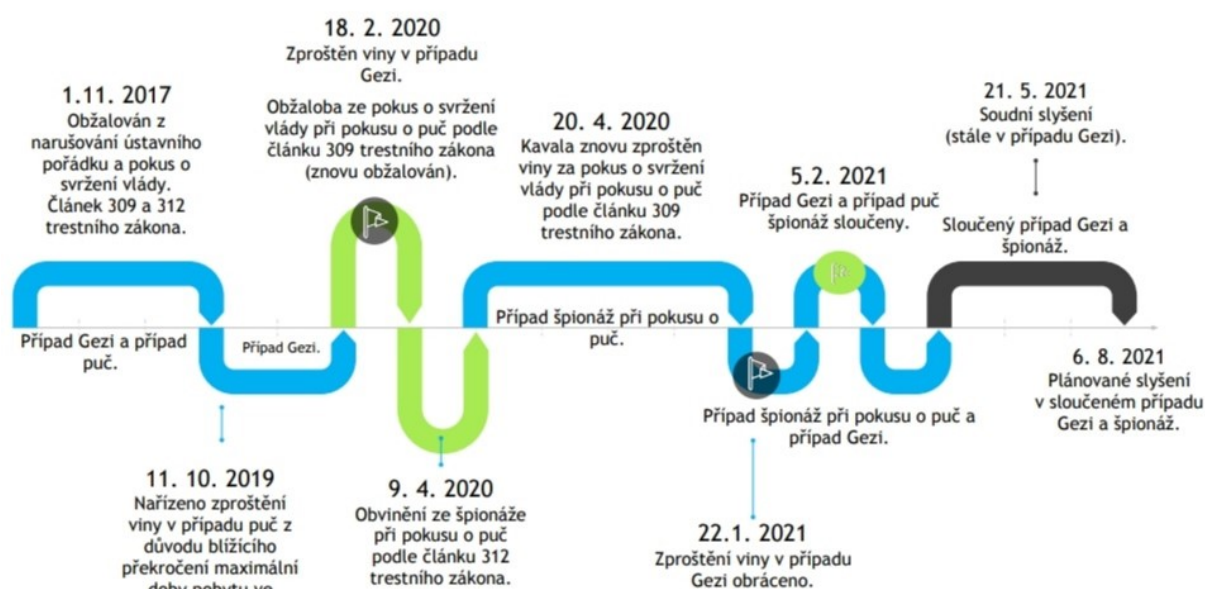 18. 2. 2020
Zproštěn viny v případu
Gezi.
Obžaloba ze pokus o svržení
vlády při pokusu o puč podle
článku 309 trestního zákona
(znovu obžalován).
1.11. 2017
Obžalován z
narušování ústavního
pořádku a pokus o
svržení vlády.
Článek 309 a 312
trestního zákona.
20. 4. 2020
Kavala znovu zproštěn
viny za pokus o svržení
vlády při pokusu o puč
podle článku 309
trestního zákona.
5.2. 2021
Případ Gezi a případ puč
špionáž sloučeny.
21. 5. 2021
Soudní slyšení
(stále v případu Gezi).
Sloučený případ Gezi a
špionáž.
Případ Gezi a případ
puč.
Případ Gezi.
Případ špionáž při pokusu o
puč.
Případ špionáž při pokusu o puč a
případ Gezi.
6. 8. 2021
Plánované slyšení
v sloučeném případu
Gezi a špionáž.
11. 10. 2019
Nařízeno zproštění
viny v případu puč z
důvodu blížícího
překročení maximální
9. 4. 2020
Obvinění ze špionáže
při pokusu o puč
podle článku 312
trestního zákona.
22.1. 2021
Zproštění viny v případu
Gezi obráceno.